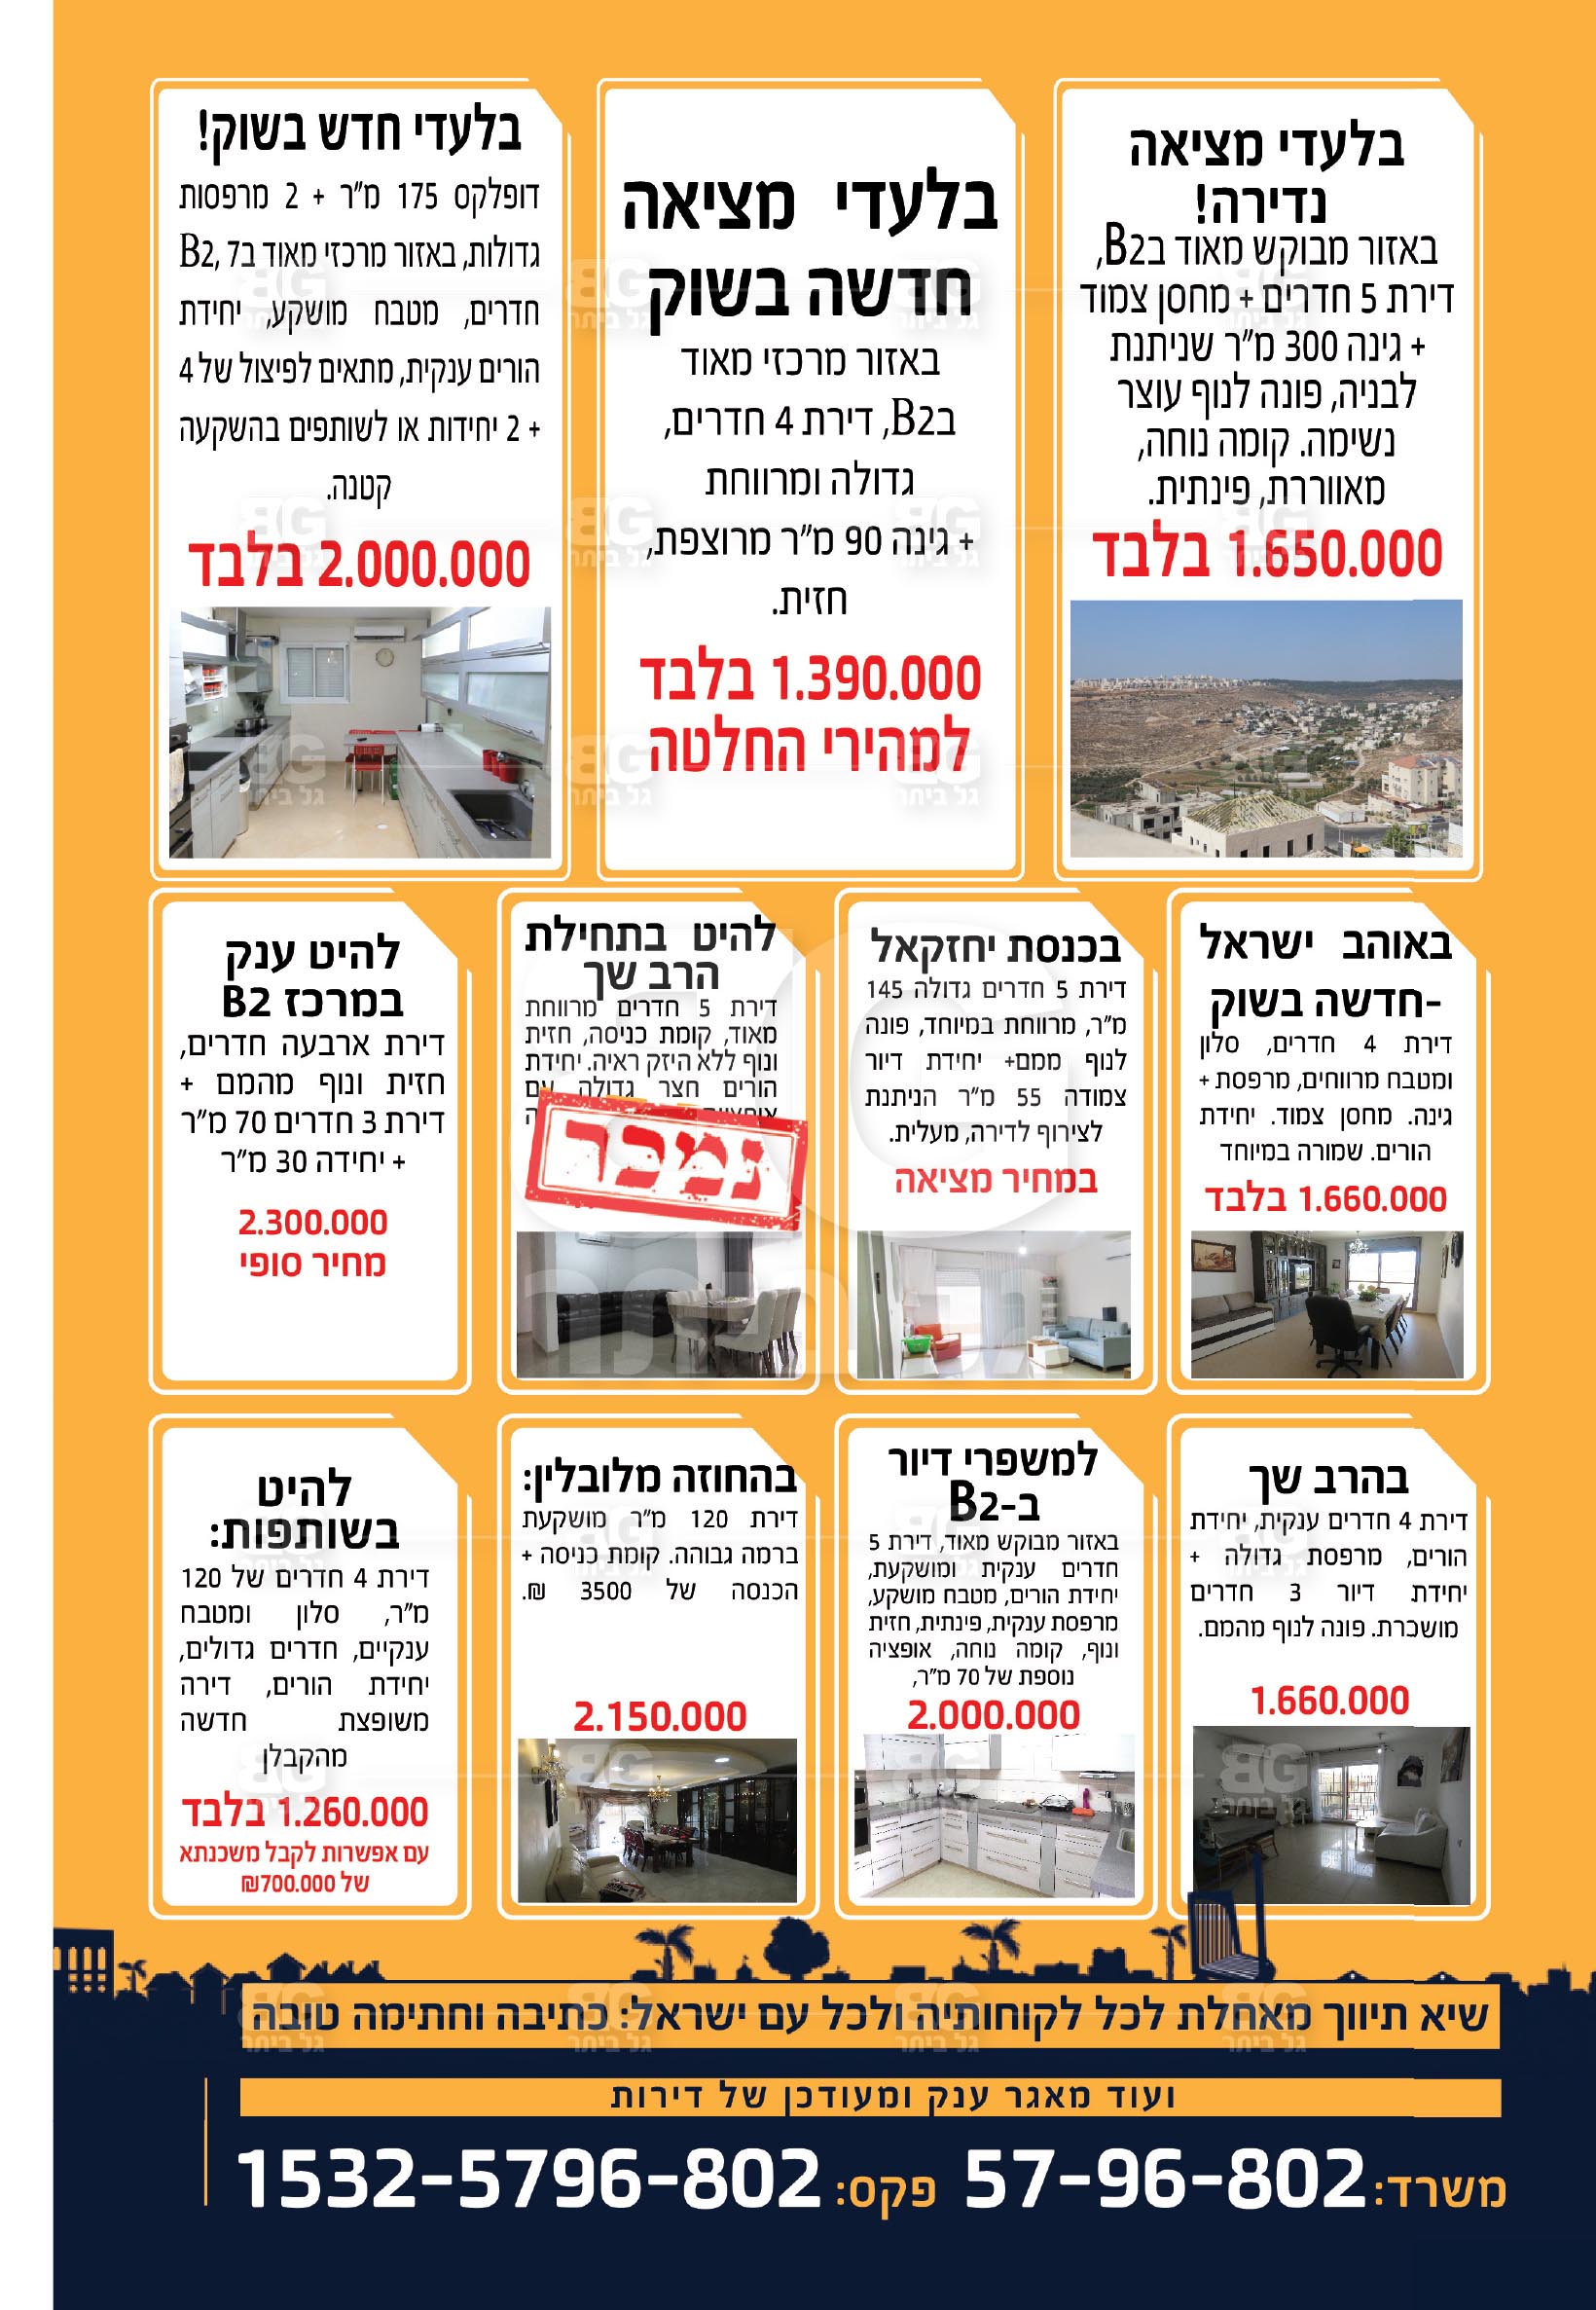 בלעדי מציאה
נדירה!
באזור מבוקש מאוד בB2,
דירת 5 חדרים + מחסן צמוד
+ גינה 300 מ"ר שניתנת
לבניה, פונה לנוף עוצר
נשימה. קומה נוחה,
מאווררת, פינתית.
1.650.000 בלבד
בלעדי מציאה
חדשה בשוק
באזור מרכזי מאוד
בB2, דירת 4 חדרים,
גדולה ומרווחת
+ גינה 90 מ"ר מרוצפת,
חזית.
1.390.000 בלבד
למהירי החלטה
בלעדי חדש בשוק!
דופלקס 175 מ"ר + 2 מרפסות
גדולות, באזור מרכזי מאוד בB2, 7
חדרים, מטבח מושקע, יחידת
הורים ענקית, מתאים לפיצול של 4
+ 2 יחידות או לשותפים בהשקעה
קטנה.
2.000.000 בלבד
באוהב ישראל
-חדשה בשוק
דירת 4 חדרים, סלון
ומטבח מרווחים, מרפסת +
גינה. מחסן צמוד. יחידת
הורים. שמורה במיוחד
1.660.000 בלבד
בכנסת יחזקאל
דירת 5 חדרים גדולה 145
מ"ר, מרווחת במיוחד, פונה
לנוף ממם+ יחידת דיור
צמודה 55 מ"ר הניתנת
לצירוף לדירה, מעלית.
במחיר מציאה
להיט בתחילת
הרב שך
דירת 5 חדרים מרווחת
מאוד, קומת כניסה, חזית
ונוף ללא היזק ראיה. יחידת
הורים חצר גדולה עם
נמכר
להיט ענק
במרכז B2
דירת ארבעה חדרים,
חזית ונוף מהמם +
דירת 3 חדרים 70 מ"ר
+ יחידה 30 מ"ר
2.300.000
מחיר סופי
בהרב שך
דירת 4 חדרים ענקית, יחידת
הורים, מרפסת גדולה +
יחידת דיור 3 חדרים
מושכרת. פונה לנוף מהמם.
1.660.000
למשפרי דיור
ב-B2
באזור מבוקש מאוד, דירת 5
חדרים ענקית ומושקעת,
יחידת הורים, מטבח מושקע,
מרפסת ענקית, פינתית, חזית
ונוף, קומה נוחה, אופציה
נוספת של 70 מ"ר,
2.000.000
בהחוזה מלובלין:
דירת 120 מ"ר מושקעת
ברמה גבוהה. קומת כניסה +
הכנסה של 3500 ₪.
2.150.000
להיט
בשותפות:
דירת 4 חדרים של 120
מ"ר, סלון ומטבח
ענקיים, חדרים גדולים,
יחידת הורים, דירה
משופצת חדשה
מהקבלן
1.260.000 בלבד
עם אפשרות לקבל משכנתא
של 700.000₪
שיא תיווך מאחלת לכל לקוחותיה ולכל עם ישראל: כתיבה וחתימה טובה
ועוד מאגר ענק ומעודכן של דירות
משרד: 57-96-802 פקס: 1532-5796-802